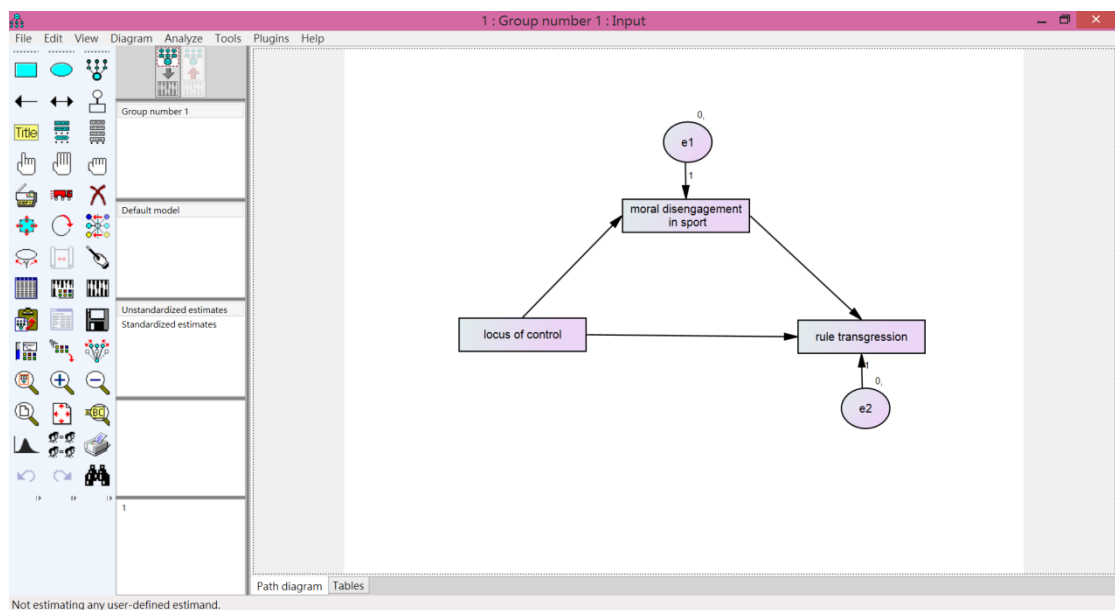 1 : Group number 1 : Input
File Edit View Diagram Analyze Tools Plugins Help
Title
Group number 1
Default model
Unstandardized estimates
Standardized estimates
1
0,
e1
1
moral disengagement
in sport
locus of control
rule transgression
1
0,
e2
Path diagram Tables
Not estimating any user-defined estimand.